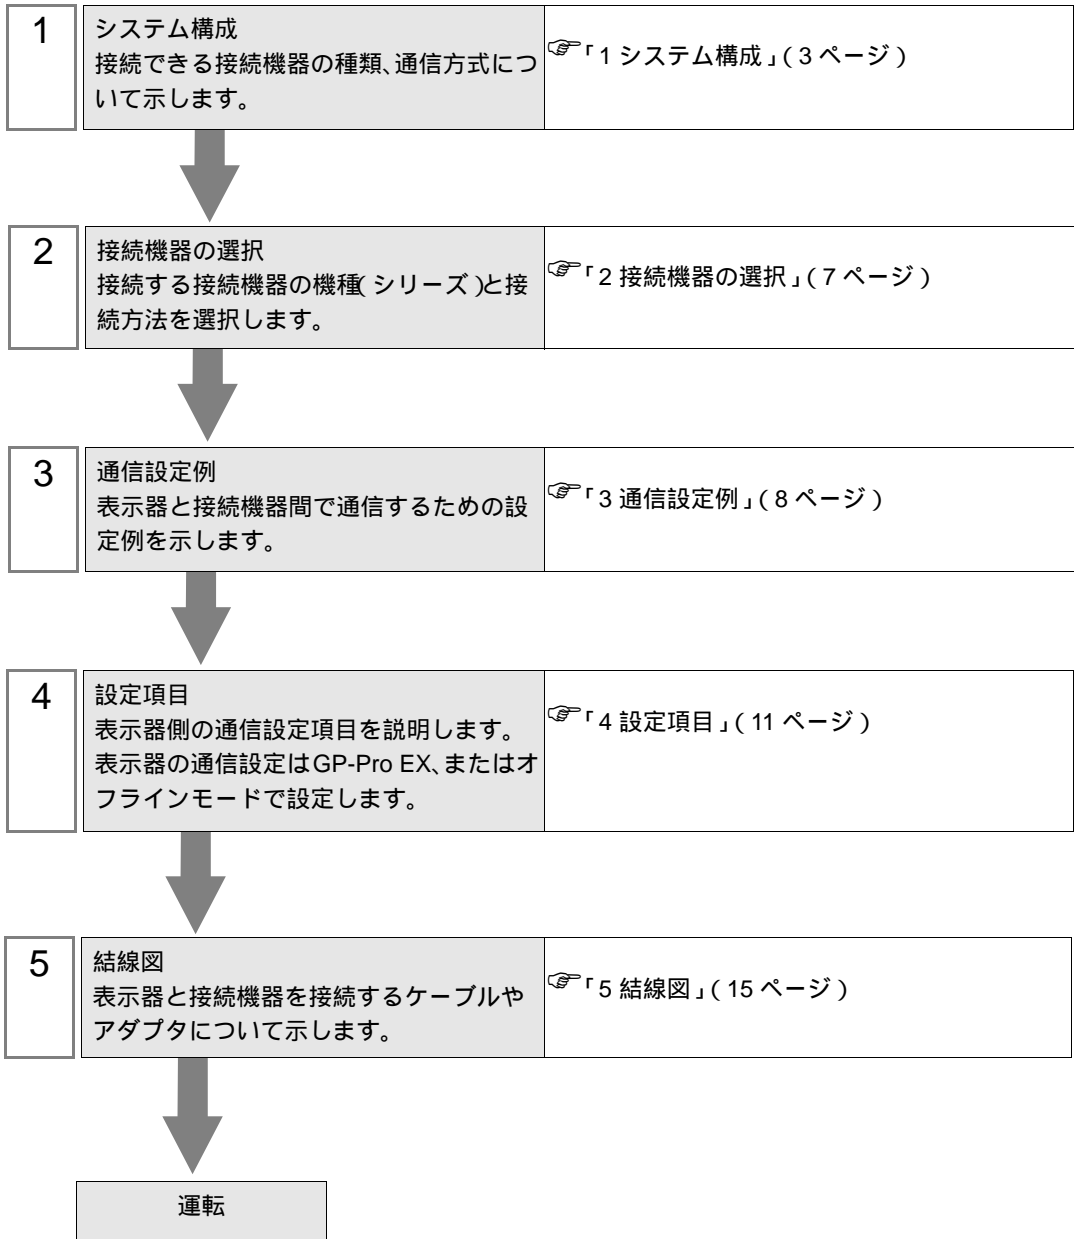 1
システム構成
接続できる接続機器の種類、通信方式につ
いて示します。
☞「1 システム構成」( 3 ページ )
2
接続機器の選択
接続する接続機器の機種( シリーズ )と接
続方法を選択します。
☞「2 接続機器の選択」( 7 ページ )
3
通信設定例
表示器と接続機器間で通信するための設
定例を示します。
☞「3 通信設定例」( 8 ページ )
4
設定項目
表示器側の通信設定項目を説明します。
表示器の通信設定はGP-Pro EX、またはオ
フラインモードで設定します。
☞「4 設定項目」( 11 ページ )
5
結線図
表示器と接続機器を接続するケーブルや
アダプタについて示します。
☞「5 結線図」( 15 ページ )
運転